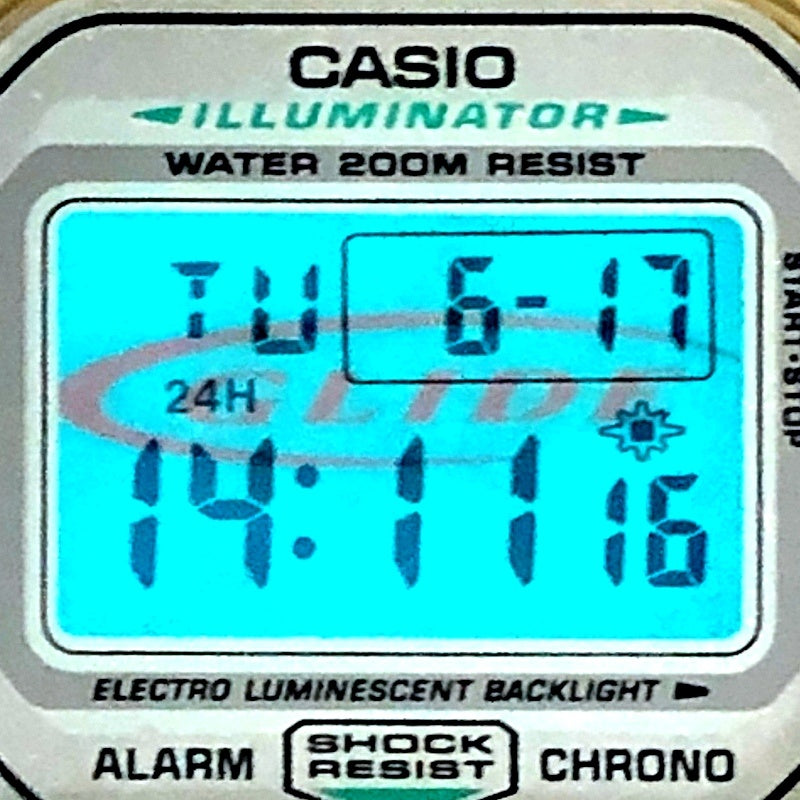 CASIO
ILLUMINATOR
WATER 200M RESIST
TU 6-17
GLIDE
24H
14:11 16
START·STOP
ELECTRO LUMINESCENT BACKLIGHT
ALARM
SHOCK
RESIST
CHRONO